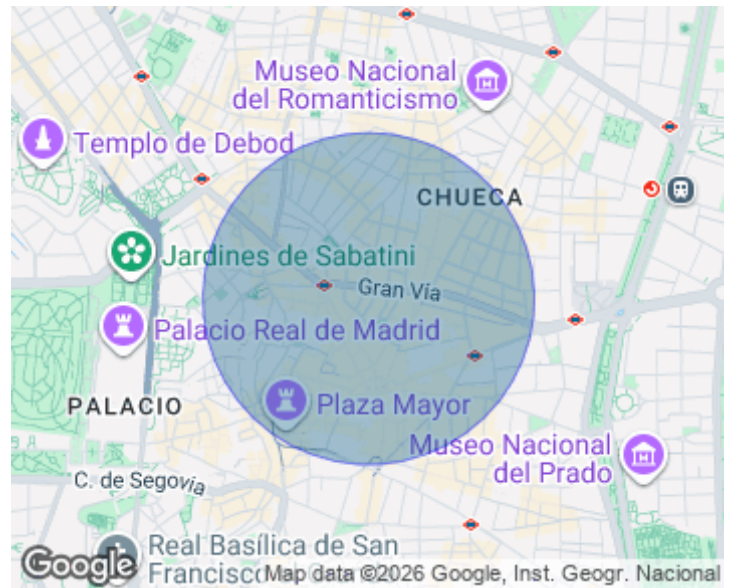 Museo Nacional
del Romanticismo
Templo de Debod
CHUECA
Jardines de Sabatini
Gran Vía
Palacio Real de Madrid
PALACIO
Plaza Mayor
Museo Nacional
del Prado
C. de Segovia
Real Basílica de San
Francisco
Google
Map data ©2026 Google, Inst. Geogr. Nacional